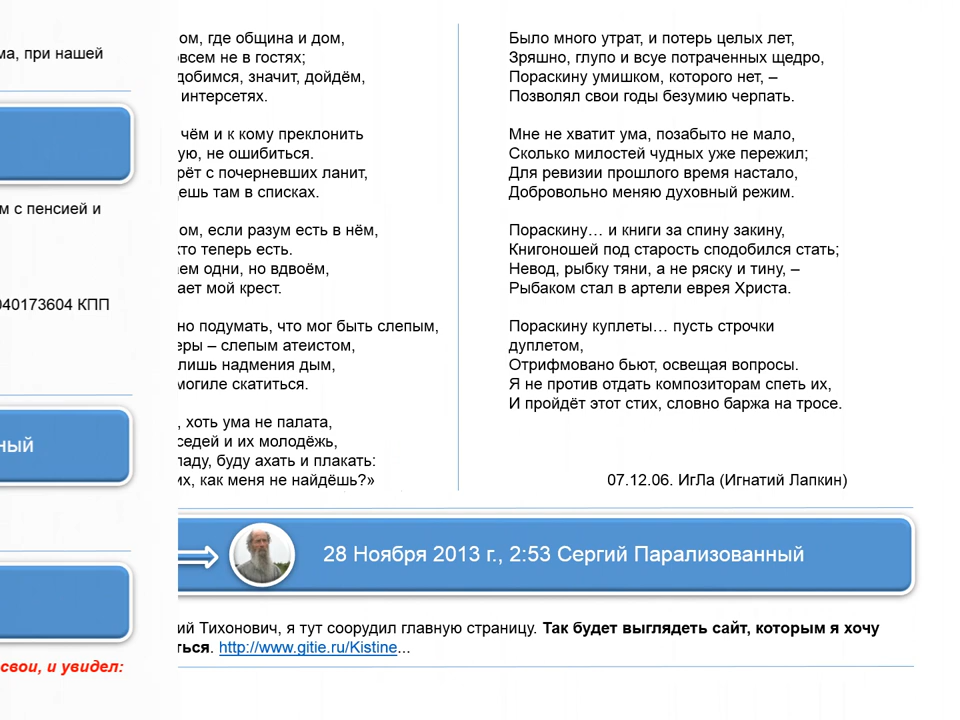 ма, при нашей
м с пенсией и
040173604 КПП
ный
свои, и увидел:
ом, где община и дом,
овсем не в гостях;
добимся, значит, дойдём,
интерсетях.
чём и к кому преклонить
ую, не ошибиться.
рёт с почерневших ланит,
ешь там в списках.
ом, если разум есть в нём,
кто теперь есть.
ем одни, но вдвоём,
ает мой крест.
но подумать, что мог быть слепым,
еры – слепым атеистом,
лишь надмения дым,
могиле скатиться.
, хоть ума не палата,
седей и их молодёжь,
паду, буду ахать и плакать:
их, как меня не найдёшь?»
Было много утрат, и потерь целых лет,
Зряшно, глупо и всуе потраченных щедро,
Пораскину умишком, которого нет, –
Позволял свои годы безумию черпать.
Мне не хватит ума, позабыто не мало,
Сколько милостей чудных уже пережил;
Для ревизии прошлого время настало,
Добровольно меняю духовный режим.
Пораскину… и книги за спину закину,
Книгоношей под старость сподобился стать;
Невод, рыбку тяни, а не ряску и тину, –
Рыбаком стал в артели еврея Христа.
Пораскину куплеты… пусть строчки
дуплетом,
Отрифмовано бьют, освещая вопросы.
Я не против отдать композиторам спеть их,
И пройдёт этот стих, словно баржа на тросе.
07.12.06. ИгЛа (Игнатий Лапкин)
28 Ноября 2013 г., 2:53 Сергий Парализованный
ий Тихонович, я тут соорудил главную страницу. Так будет выглядеть сайт, которым я хочу
ться. http://www.gitie.ru/Kistine...